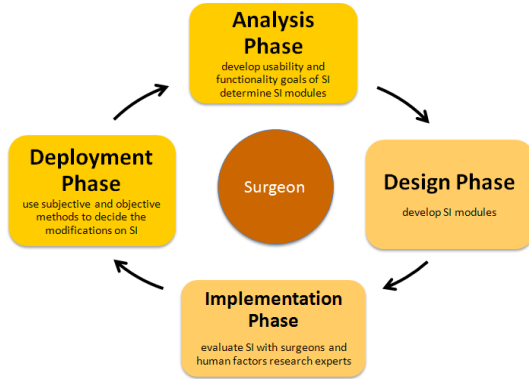 Analysis
Phase
develop usability and
functionality goals of SI
determine SI modules
Deployment
Phase
use subjective and objective
methods to decide the
modifications on SI
Surgeon
Design Phase
develop SI modules
Implementation
Phase
evaluate SI with surgeons and
human factors research experts